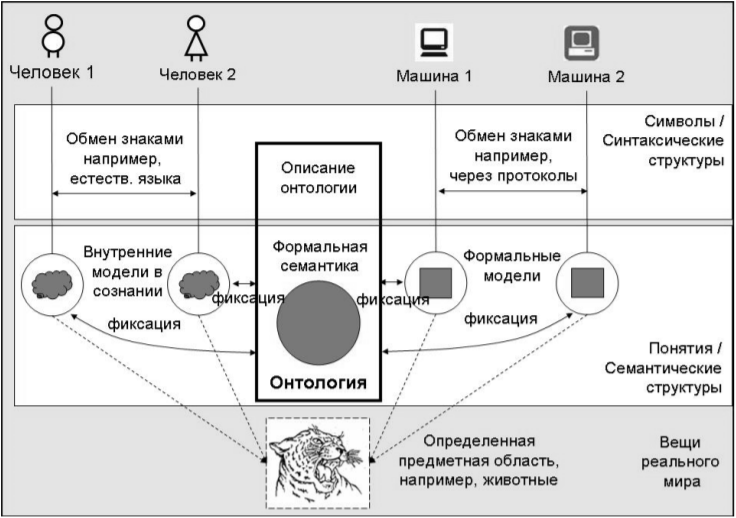 Человек 1
Человек 2
Машина 1
Машина 2
Символы /
Синтаксические
структуры
Обмен знаками
например,
естеств. языка
Описание
онтологии
Обмен знаками
например,
через протоколы
Внутренние
модели в
сознании
Формальная
семантика
Формальные
модели
фиксация
фиксация
фиксация
фиксация
Онтология
Понятия /
Семантические
структуры
Определенная
предметная область,
например, животные
Вещи
реального
мира